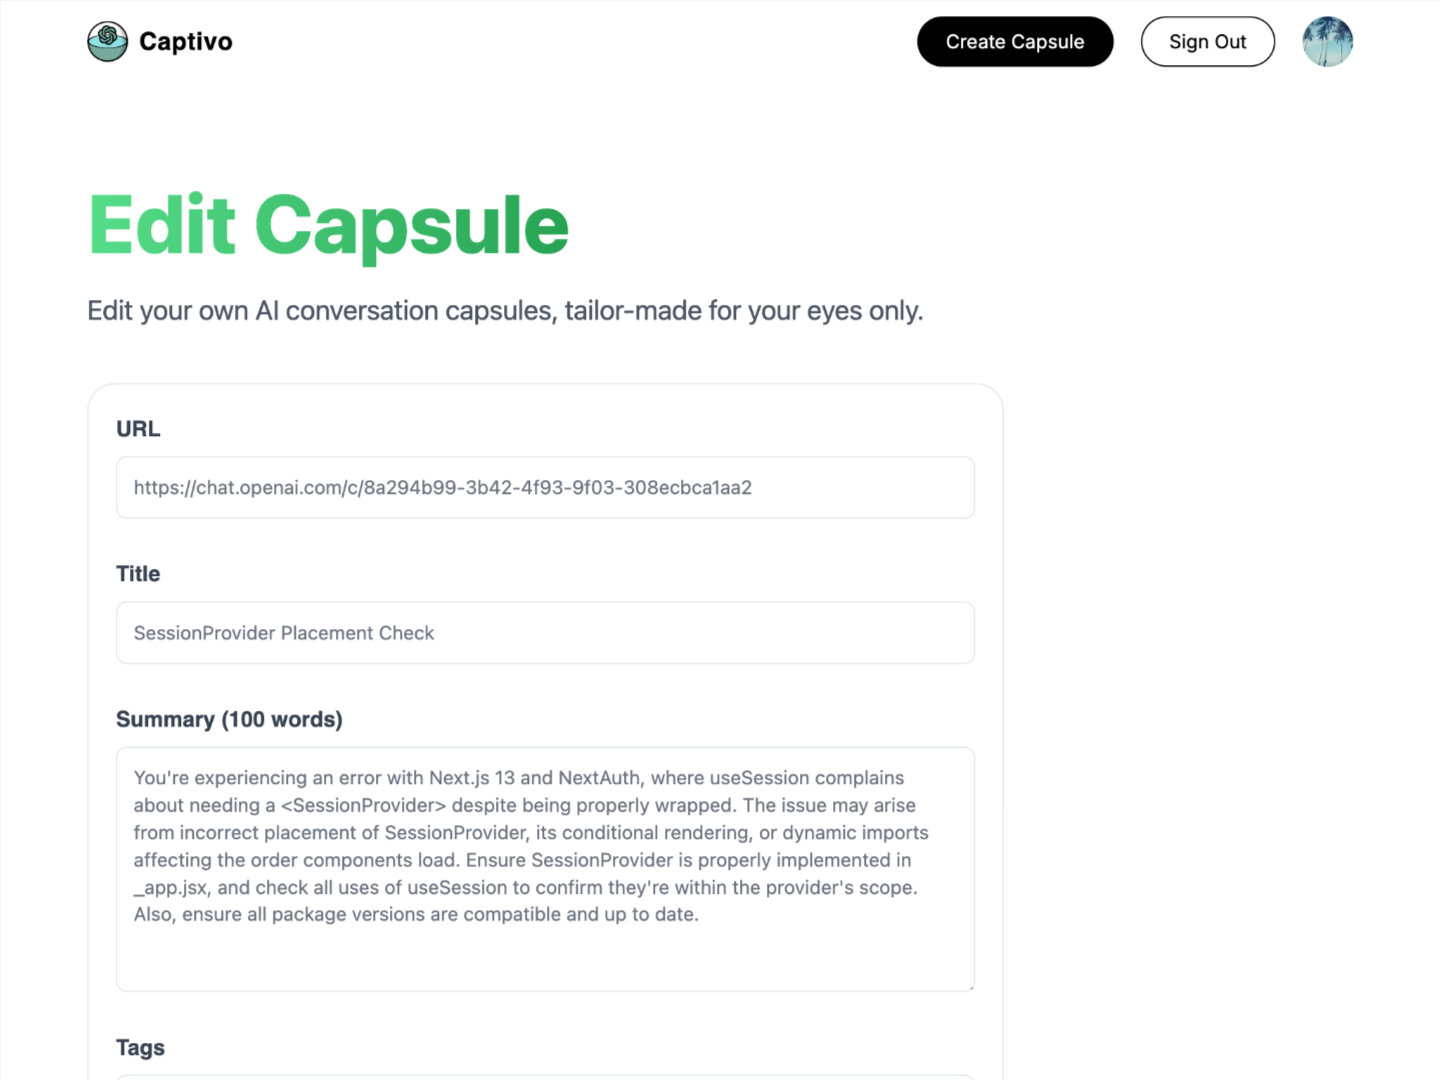 Captivo
Create Capsule
Sign Out
Edit Capsule
Edit your own AI conversation capsules, tailor-made for your eyes only.
URL
https://chat.openai.com/c/8a294b99-3b42-4f93-9f03-308ecbca1aa2
Title
SessionProvider Placement Check
Summary (100 words)
You're experiencing an error with Next.js 13 and NextAuth, where useSession complains
about needing a <SessionProvider> despite being properly wrapped. The issue may arise
from incorrect placement of SessionProvider, its conditional rendering, or dynamic imports
affecting the order components load. Ensure SessionProvider is properly implemented in
_app.jsx, and check all uses of useSession to confirm they're within the provider's scope.
Also, ensure all package versions are compatible and up to date.
Tags